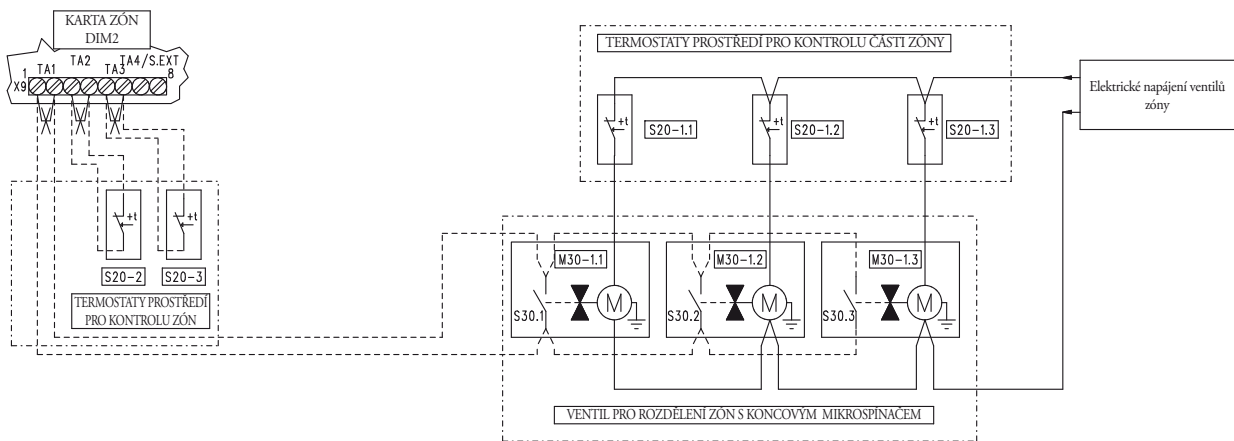 KARTA ZÓN
DIM2
TA1 TA2 TA3 TA4/S.EXT
1 8
X9
TERMOSTATY PROSTŘEDÍ PRO KONTROLU ČÁSTI ZÓNY
Elektrické napájení ventilů
zóny
+t S20-1.1 +t S20-1.2 +t S20-1.3
+t +t
S20-2 S20-3
TERMOSTATY PROSTŘEDÍ
PRO KONTROLU ZÓN
M30-1.1 M30-1.2 M30-1.3
M M M
S30.1 S30.2 S30.3
VENTIL PRO ROZDĚLENÍ ZÓN S KONCOVÝM MIKROSPÍNAČEM